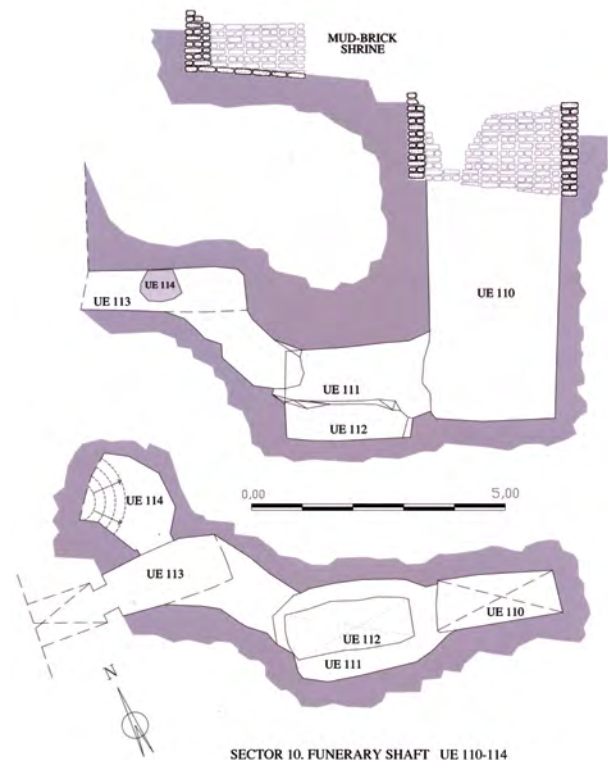 MUD-BRICK
SHRINE
UE 114
UE 113
UE 110
UE 111
UE 112
0,00
5,00
UE 114
UE 113
UE 110
UE 112
UE 111
N
SECTOR 10. FUNERARY SHAFT UE 110-114